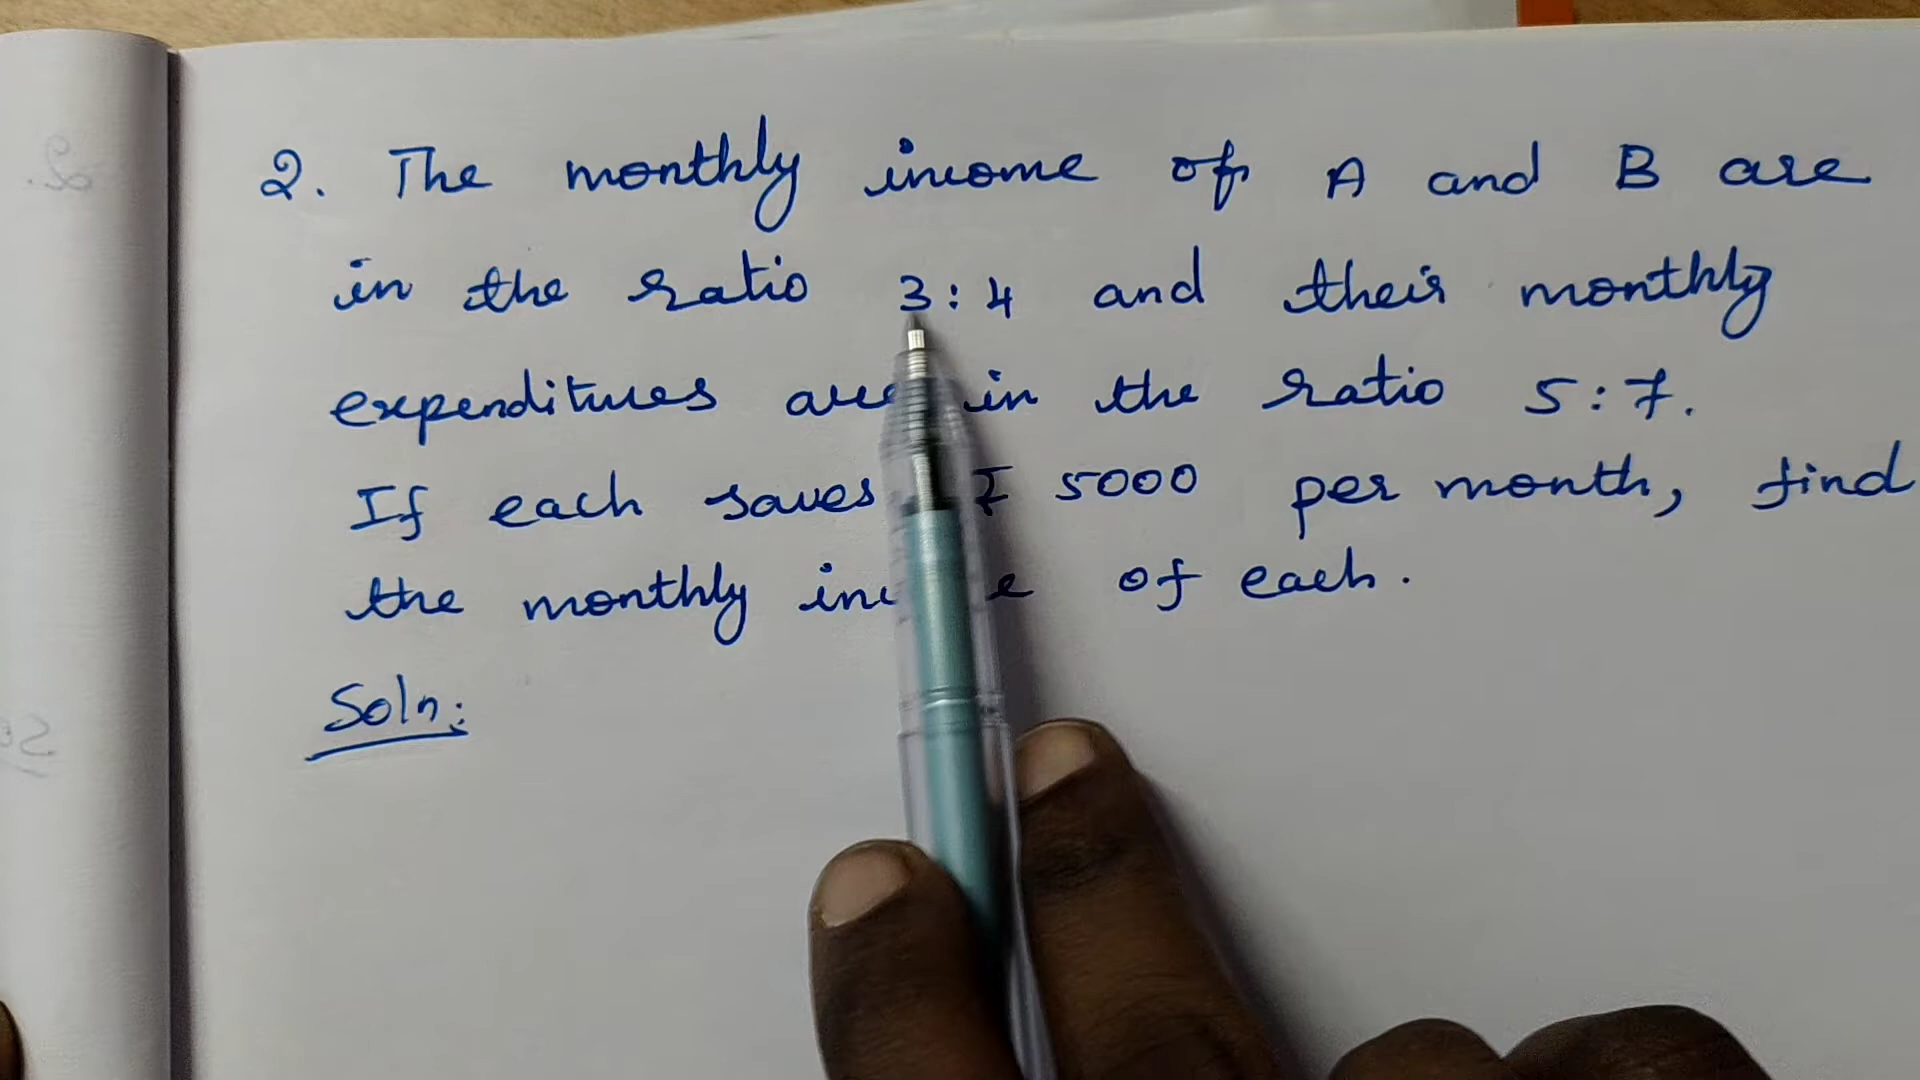 2. The monthly income of A and B are
in the ratio 3:4 and their monthly
expenditures are in the ratio 5:7.
If each saves ₹ 5000 per month, find
the monthly of each.
Soln: